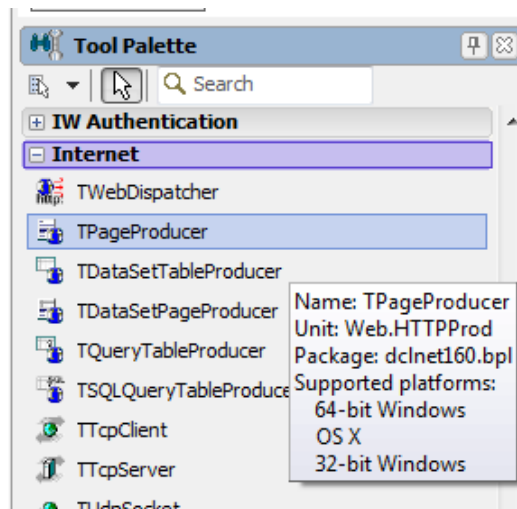 Tool Palette
Search
IW Authentication
Internet
TWebDispatcher
TPageProducer
TDataSetTableProducer
TDataSetPageProducer
TQueryTableProducer
TSQLQueryTableProduce
TTcpClient
TTcpServer
TUdpSocket
Name: TPageProducer
Unit: Web.HTTPProd
Package: dclnet160.bpl
Supported platforms:
64-bit Windows
OS X
32-bit Windows